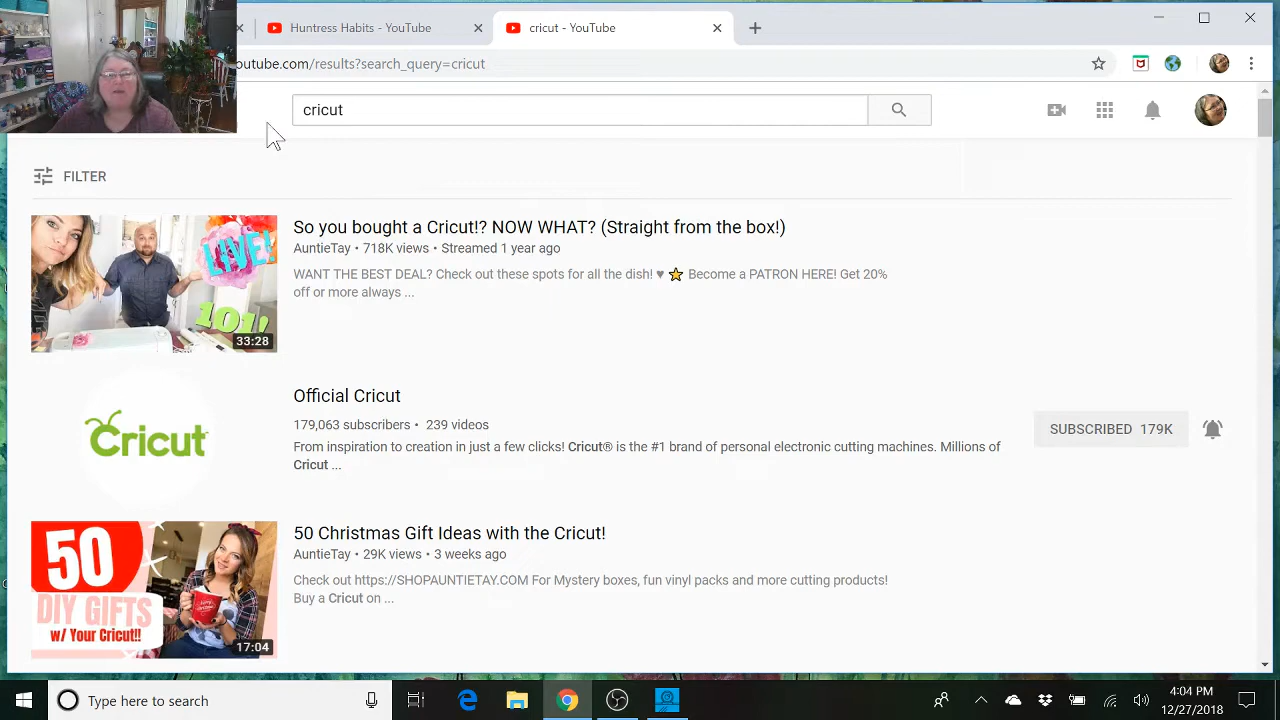 Huntress Habits - YouTube
cricut - YouTube
outube.com/results?search_query=cricut
cricut
FILTER
So you bought a Cricut!? NOW WHAT? (Straight from the box!)
AuntieTay • 718K views • Streamed 1 year ago
WANT THE BEST DEAL? Check out these spots for all the dish! ♥ ⭐ Become a PATRON HERE! Get 20%
off or more always ...
LIVE!
101!
33:28
Official Cricut
179,063 subscribers • 239 videos
From inspiration to creation in just a few clicks! Cricut® is the #1 brand of personal electronic cutting machines. Millions of
Cricut ...
SUBSCRIBED 179K
Cricut
50 Christmas Gift Ideas with the Cricut!
AuntieTay • 29K views • 3 weeks ago
Check out https://SHOPAUNTIETAY.COM For Mystery boxes, fun vinyl packs and more cutting products!
Buy a Cricut on ...
50
DIY GIFTS
w/ Your Cricut!!
17:04
Type here to search
4:04 PM
12/27/2018